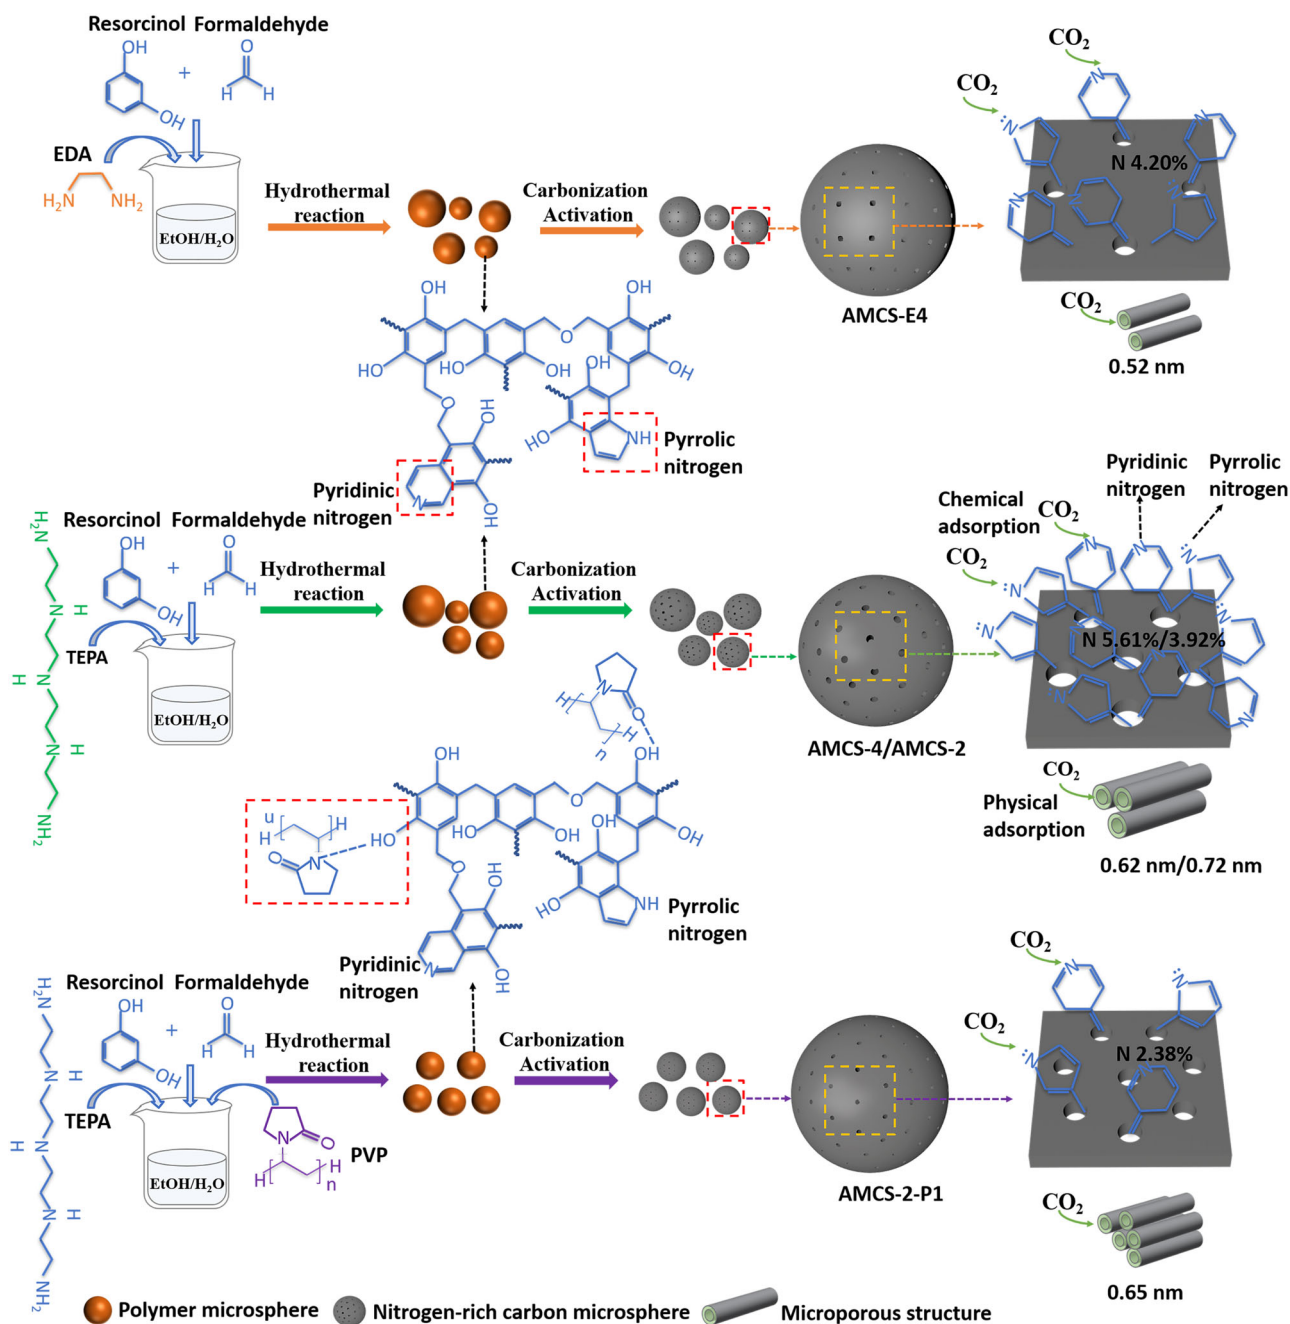 Resorcinol Formaldehyde
OH
O
+
H H
OH
EDA
H₂N NH₂
EtOH/H₂O
Hydrothermal
reaction
Carbonization
Activation
AMCS-E4
CO₂
CO₂
N
:N
N
N
N
N
N 4.20%
CO₂
0.52 nm
OH
OH
OH
HO
HO
OH
O
OH
HO
OH
OH
O
OH
HO
NH
N
OH
Pyrrolic
nitrogen
Pyridinic
nitrogen
H₂N
N
H
N
H
N
H
NH₂
Resorcinol Formaldehyde
OH
O
+
H H
OH
TEPA
EtOH/H₂O
Hydrothermal
reaction
Carbonization
Activation
AMCS-4/AMCS-2
Pyridinic
nitrogen
Pyrrolic
nitrogen
Chemical
adsorption
CO₂
CO₂
N
N
:N
:N
:N
N
N
N
:N
N
N 5.61%/3.92%
CO₂
Physical
adsorption
0.62 nm/0.72 nm
N
O
H
H
n
OH
OH
OH
HO
HO
OH
O
OH
OH
O
OH
HO
NH
N
OH
u
H H
N
O
Pyrrolic
nitrogen
Pyridinic
nitrogen
H₂N
N
H
N
H
N
H
NH₂
Resorcinol Formaldehyde
OH
O
+
H H
OH
TEPA
EtOH/H₂O
N
O
H H
n
PVP
Hydrothermal
reaction
Carbonization
Activation
AMCS-2-P1
CO₂
CO₂
N
:N
:N
N
N 2.38%
CO₂
0.65 nm
Polymer microsphere
Nitrogen-rich carbon microsphere
Microporous structure